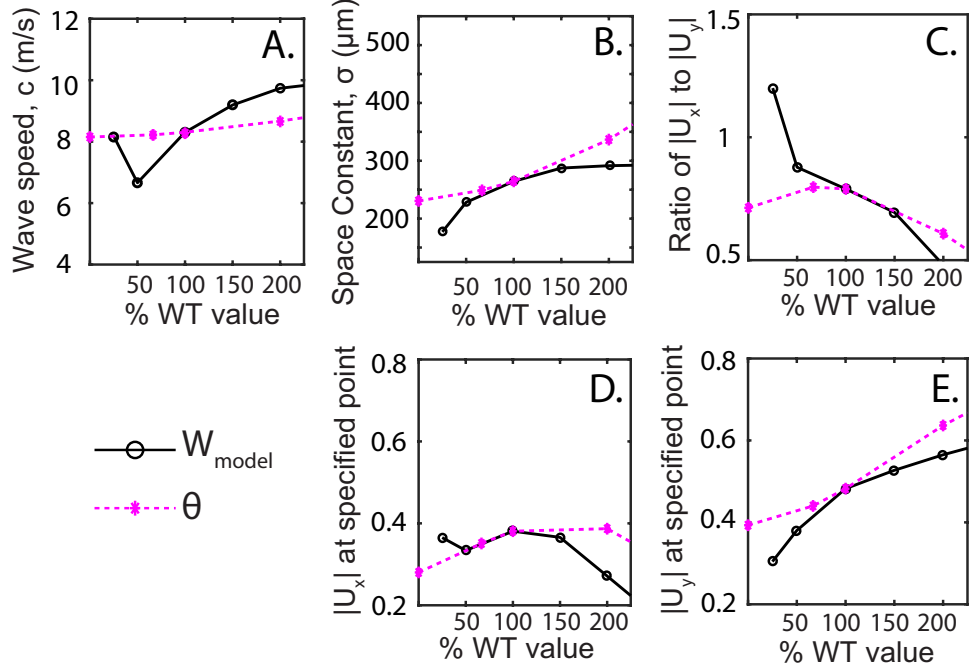 A.
Wave speed, c (m/s)
12
10
8
6
4
50 100 150 200
% WT value
B.
Space Constant, σ (μm)
500
400
300
200
50 100 150 200
% WT value
C.
Ratio of |Ux| to |Uy|
1.5
1
0.5
50 100 150 200
% WT value
Wmodel
θ
D.
|Ux| at specified point
0.8
0.6
0.4
0.2
50 100 150 200
% WT value
E.
|Uy| at specified point
0.8
0.6
0.4
0.2
50 100 150 200
% WT value